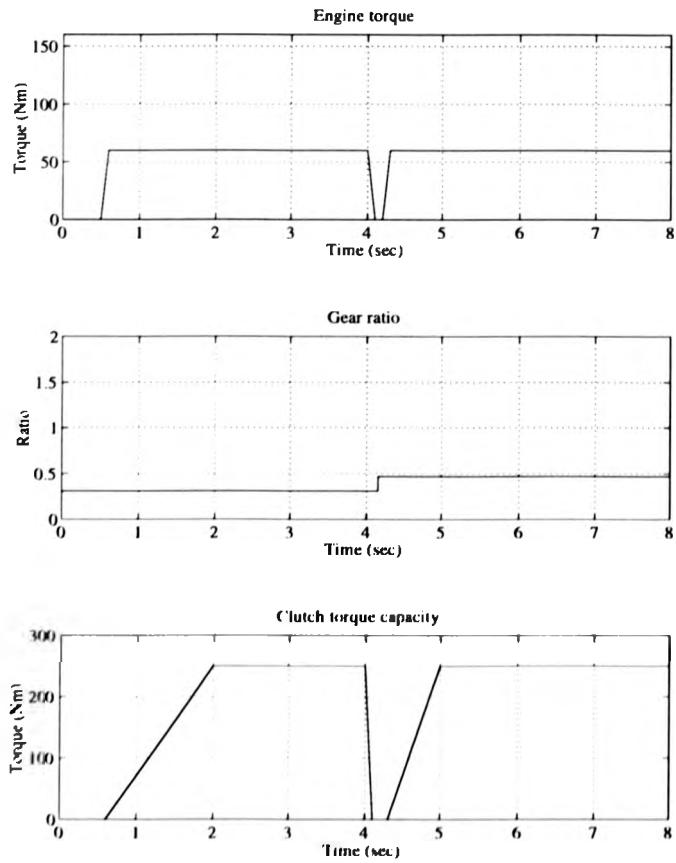 Engine torque
Torque (Nm)
150
100
50
0
0 1 2 3 4 5 6 7 8
Time (sec)
Gear ratio
Ratio
2
1.5
1
0.5
0
0 1 2 3 4 5 6 7 8
Time (sec)
Clutch torque capacity
Torque (Nm)
300
200
100
0
0 1 2 3 4 5 6 7 8
Time (sec)